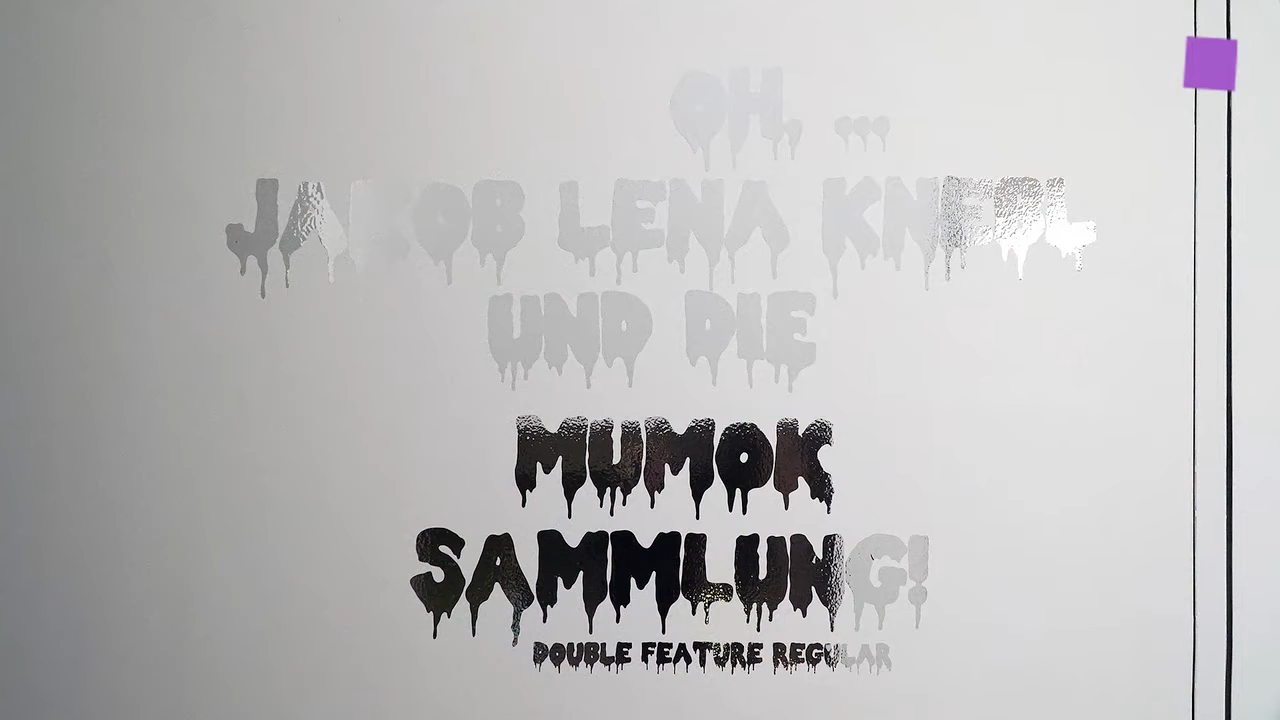 OH, ...
JAKOB LENA KNEBL
UND DIE
MUMOK
SAMMLUNG!
DOUBLE FEATURE REGULAR